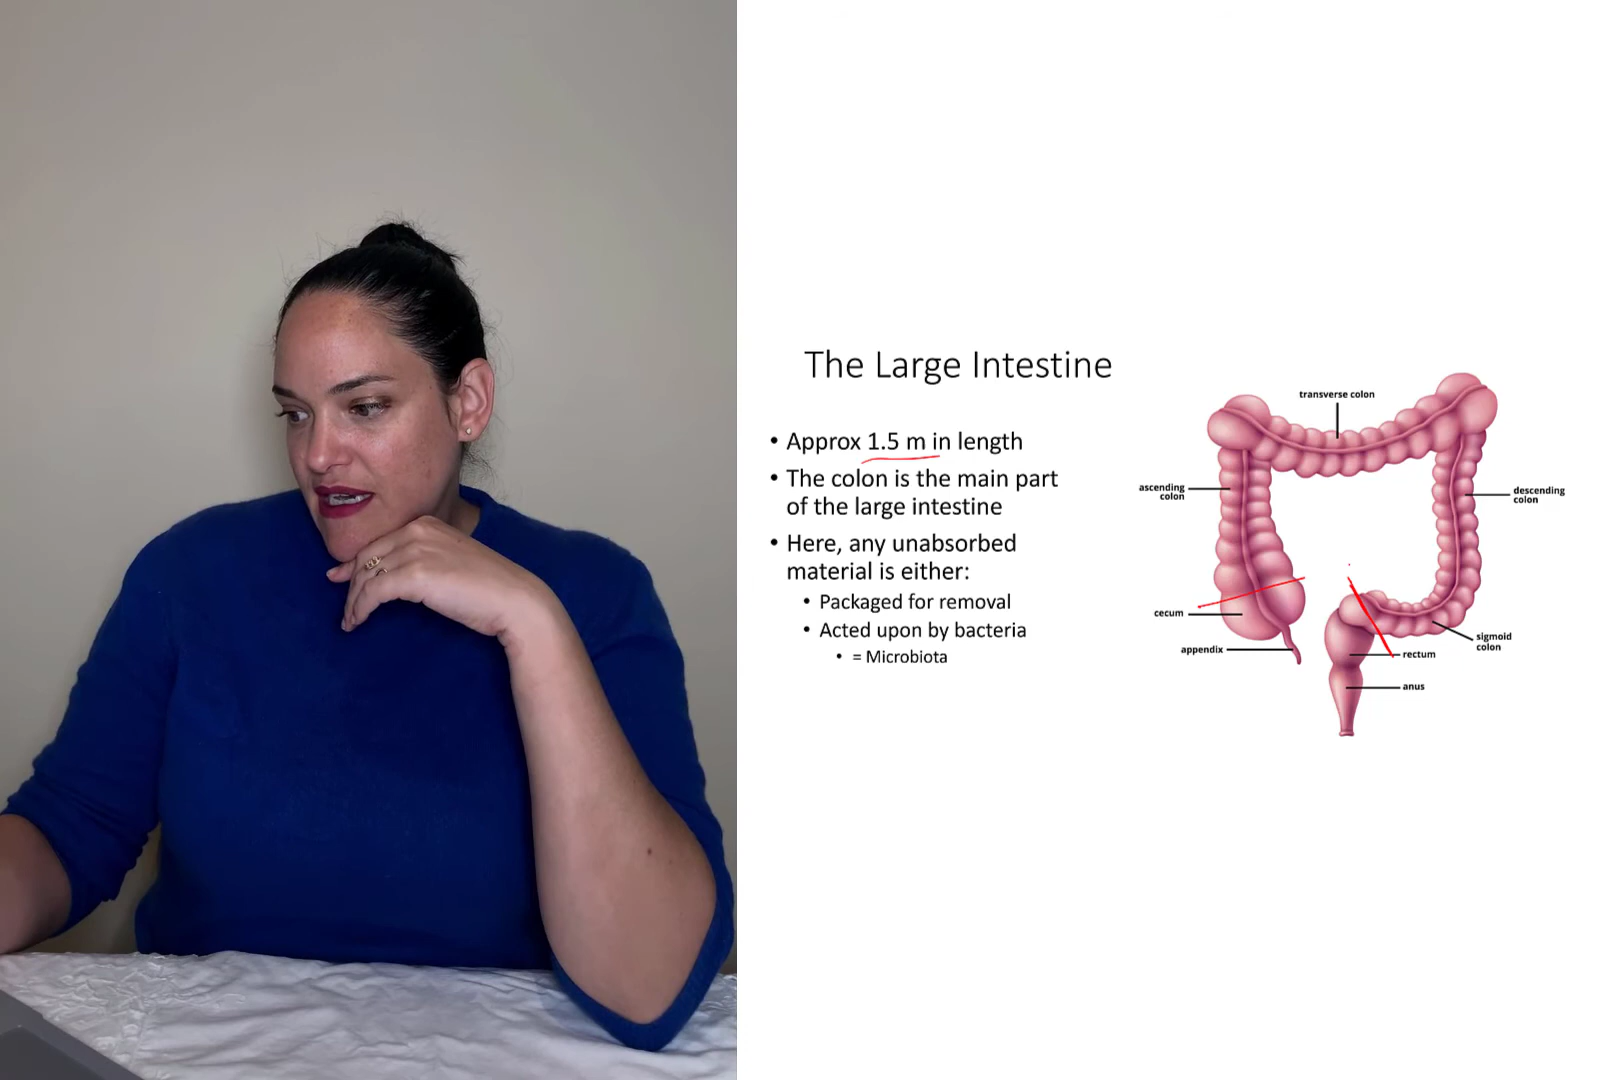 The Large Intestine
• Approx 1.5 m in length
• The colon is the main part
of the large intestine
• Here, any unabsorbed
material is either:
• Packaged for removal
• Acted upon by bacteria
• = Microbiota
transverse colon
ascending
colon
descending
colon
cecum
appendix
sigmoid
colon
rectum
anus